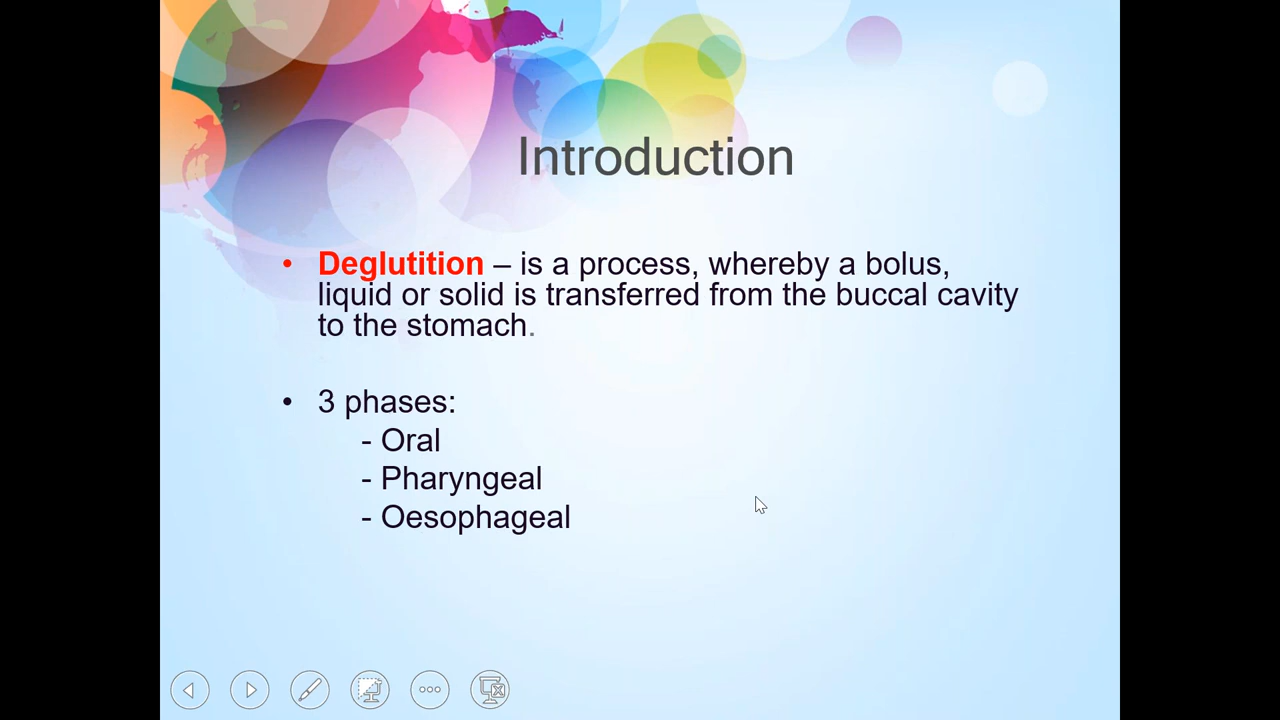 Introduction
• Deglutition – is a process, whereby a bolus,
liquid or solid is transferred from the buccal cavity
to the stomach.
• 3 phases:
- Oral
- Pharyngeal
- Oesophageal